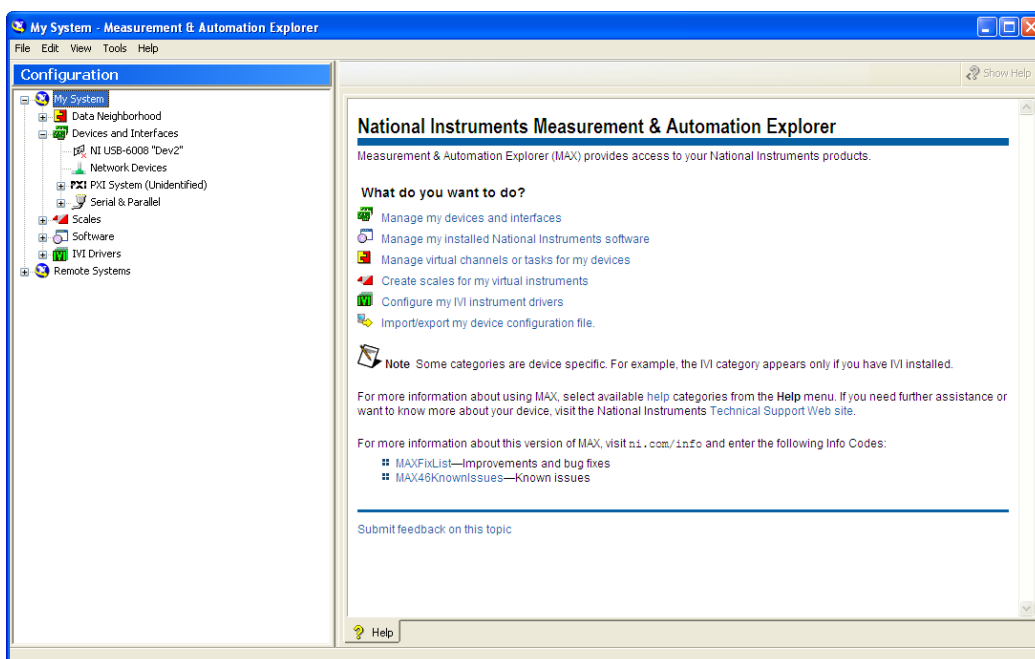 My System - Measurement & Automation Explorer
File Edit View Tools Help
Configuration
Show Help
My System
Data Neighborhood
Devices and Interfaces
NI USB-6008 "Dev2"
Network Devices
PXI PXI System (Unidentified)
Serial & Parallel
Scales
Software
IVI IVI Drivers
Remote Systems
National Instruments Measurement & Automation Explorer
Measurement & Automation Explorer (MAX) provides access to your National Instruments products.
What do you want to do?
Manage my devices and interfaces
Manage my installed National Instruments software
Manage virtual channels or tasks for my devices
Create scales for my virtual instruments
IVI Configure my IVI instrument drivers
Import/export my device configuration file.
Note Some categories are device specific. For example, the IVI category appears only if you have IVI installed.
For more information about using MAX, select available help categories from the Help menu. If you need further assistance or
want to know more about your device, visit the National Instruments Technical Support Web site.
For more information about this version of MAX, visit ni.com/info and enter the following Info Codes:
MAXFixList—Improvements and bug fixes
MAX46KnownIssues—Known issues
Submit feedback on this topic
Help